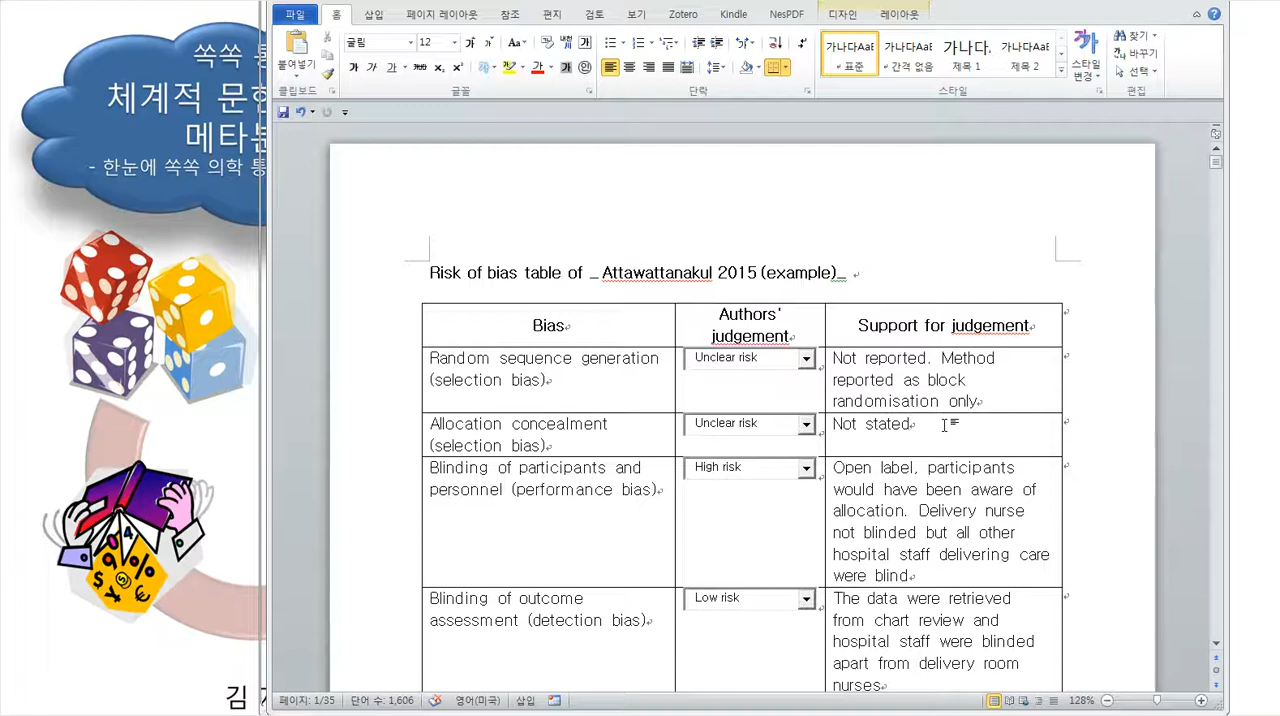 쏙쏙 통
체계적 문헌
메타분
- 한눈에 쏙쏙 의학 통
김
파일 홈 삽입 페이지 레이아웃 참조 편지 검토 보기 Zotero Kindle NesPDF 디자인 레이아웃
붙여넣기
클립보드
굴림 12
글꼴
단락
가나다AaB 가나다AaB 가나다. 가나다AaB
표준 간격 없음 제목 1 제목 2
스타일 변경
스타일
찾기
바꾸기
선택
편집
Risk of bias table of _ Attawattanakul 2015 (example)_
Bias
Authors'
judgement
Support for judgement
Random sequence generation
(selection bias)
Unclear risk
Not reported. Method
reported as block
randomisation only
Allocation concealment
(selection bias)
Unclear risk
Not stated
Blinding of participants and
personnel (performance bias)
High risk
Open label, participants
would have been aware of
allocation. Delivery nurse
not blinded but all other
hospital staff delivering care
were blind
Blinding of outcome
assessment (detection bias)
Low risk
The data were retrieved
from chart review and
hospital staff were blinded
apart from delivery room
nurses
페이지: 1/35 단어 수: 1,606 영어(미국) 삽입 128%